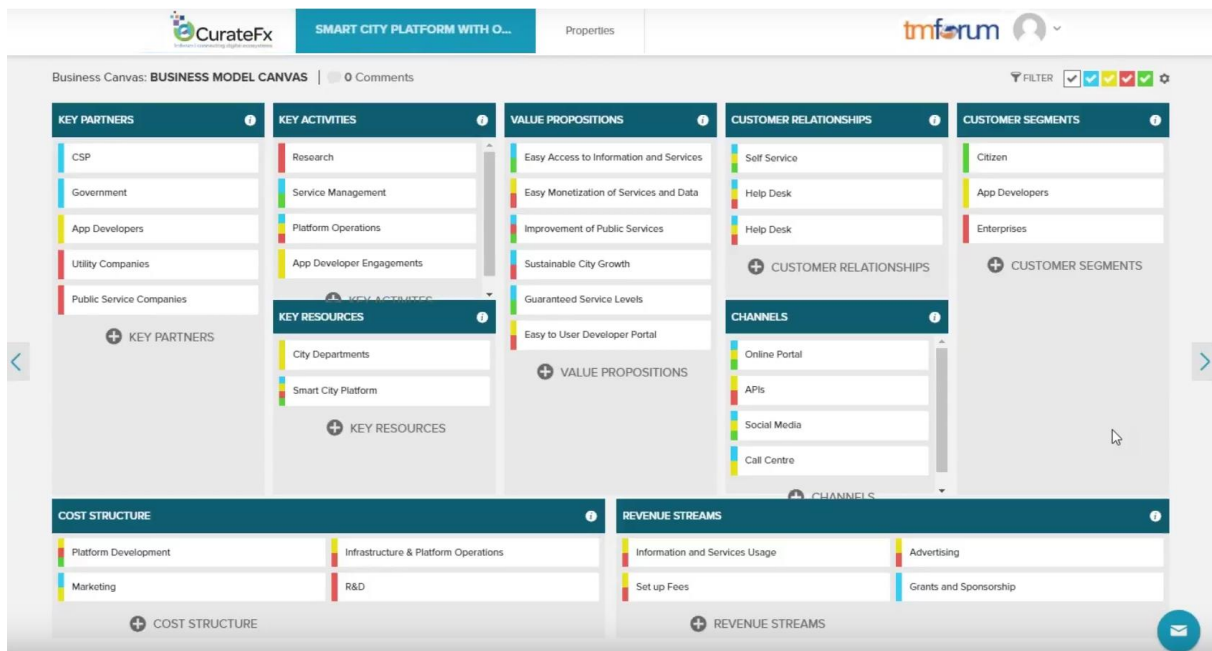 CurateFx
SMART CITY PLATFORM WITH O...
Properties
tmforum
Business Canvas: BUSINESS MODEL CANVAS | 0 Comments
FILTER
KEY PARTNERS
CSP
Government
App Developers
Utility Companies
Public Service Companies
KEY PARTNERS
KEY ACTIVITIES
Research
Service Management
Platform Operations
App Developer Engagements
KEY ACTIVITES
KEY RESOURCES
City Departments
Smart City Platform
KEY RESOURCES
VALUE PROPOSITIONS
Easy Access to Information and Services
Easy Monetization of Services and Data
Improvement of Public Services
Sustainable City Growth
Guaranteed Service Levels
Easy to User Developer Portal
VALUE PROPOSITIONS
CUSTOMER RELATIONSHIPS
Self Service
Help Desk
Help Desk
CUSTOMER RELATIONSHIPS
CHANNELS
Online Portal
APIs
Social Media
Call Centre
CHANNELS
CUSTOMER SEGMENTS
Citizen
App Developers
Enterprises
CUSTOMER SEGMENTS
COST STRUCTURE
Platform Development
Infrastructure & Platform Operations
Marketing
R&D
COST STRUCTURE
REVENUE STREAMS
Information and Services Usage
Advertising
Set up Fees
Grants and Sponsorship
REVENUE STREAMS